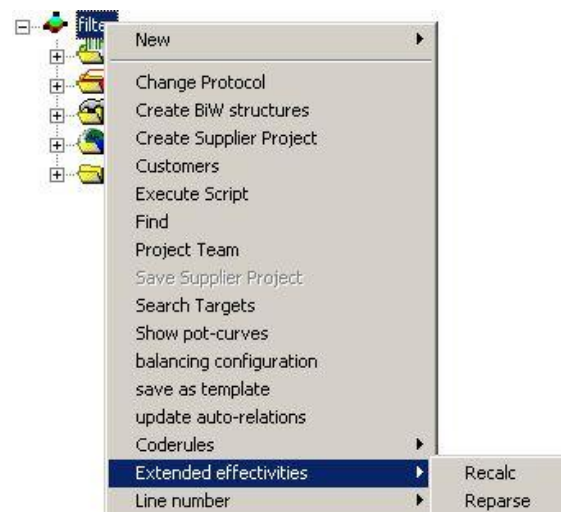 filte
New
Change Protocol
Create BiW structures
Create Supplier Project
Customers
Execute Script
Find
Project Team
Save Supplier Project
Search Targets
Show pot-curves
balancing configuration
save as template
update auto-relations
Coderules
Extended effectivities
Recalc
Line number
Reparse